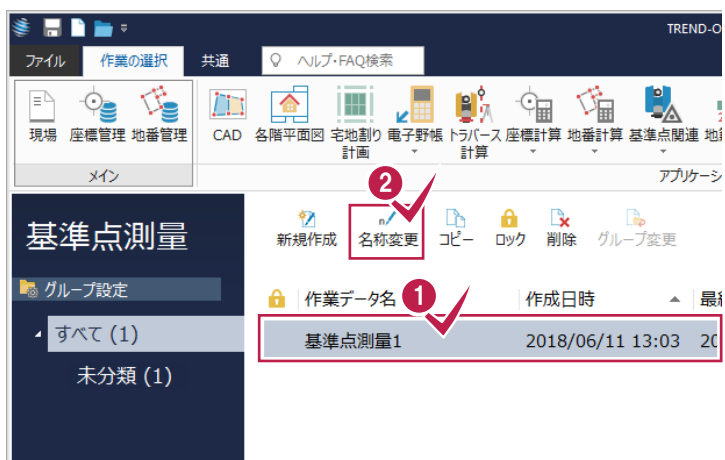 TREND-O
ファイル 作業の選択 共通 ヘルプ・FAQ検索
現場 座標管理 地番管理 CAD 各階平面図 宅地割り 電子野帳 トラバース 座標計算 地番計算 基準点関連 地籍
計画 計算
メイン アプリケーシ
2
基準点測量
新規作成 名称変更 コピー ロック 削除 グループ変更
グループ設定
1
作業データ名 作成日時 最終
すべて (1)
基準点測量1 2018/06/11 13:03 20
未分類 (1)